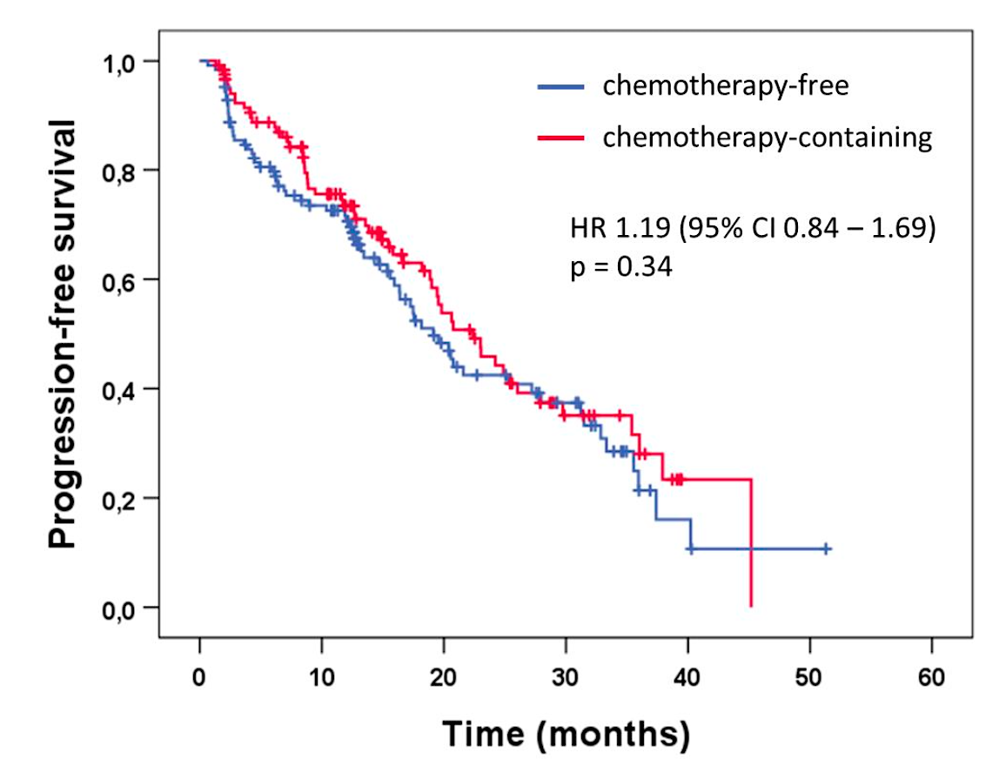 chemotherapy-free
chemotherapy-containing
HR 1.19 (95% CI 0.84 – 1.69)
p = 0.34
Progression-free survival
1,0
0,8
0,6
0,4
0,2
0,0
0 10 20 30 40 50 60
Time (months)